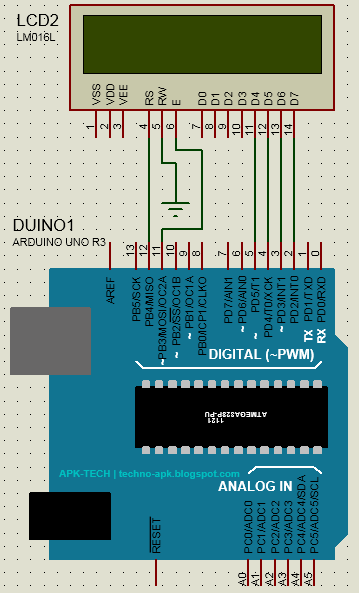 LCD2
LM016L
VSS
VDD
VEE
RS
RW
E
D0
D1
D2
D3
D4
D5
D6
D7
1
2
3
4
5
6
7
8
9
10
11
12
13
14
DUINO1
ARDUINO UNO R3
13
12
11
10
9
8
7
6
5
4
3
2
1
0
AREF
PB5/SCK
PB4/MISO
~PB3/MOSI/OC2A
~PB2/SS/OC1B
~PB1/OC1A
PB0/ICP1/CLKO
PD7/AIN1
~PD6/AIN0
~PD5/T1
PD4/T0/XCK
~PD3/INT1
PD2/INT0
TX PD1/TXD
RX PD0/RXD
DIGITAL (~PWM)
ATMEGA328P-PU
1121
APK-TECH | techno-apk.blogspot.com
ANALOG IN
RESET
PC0/ADC0
PC1/ADC1
PC2/ADC2
PC3/ADC3
PC4/ADC4/SDA
PC5/ADC5/SCL
A0
A1
A2
A3
A4
A5